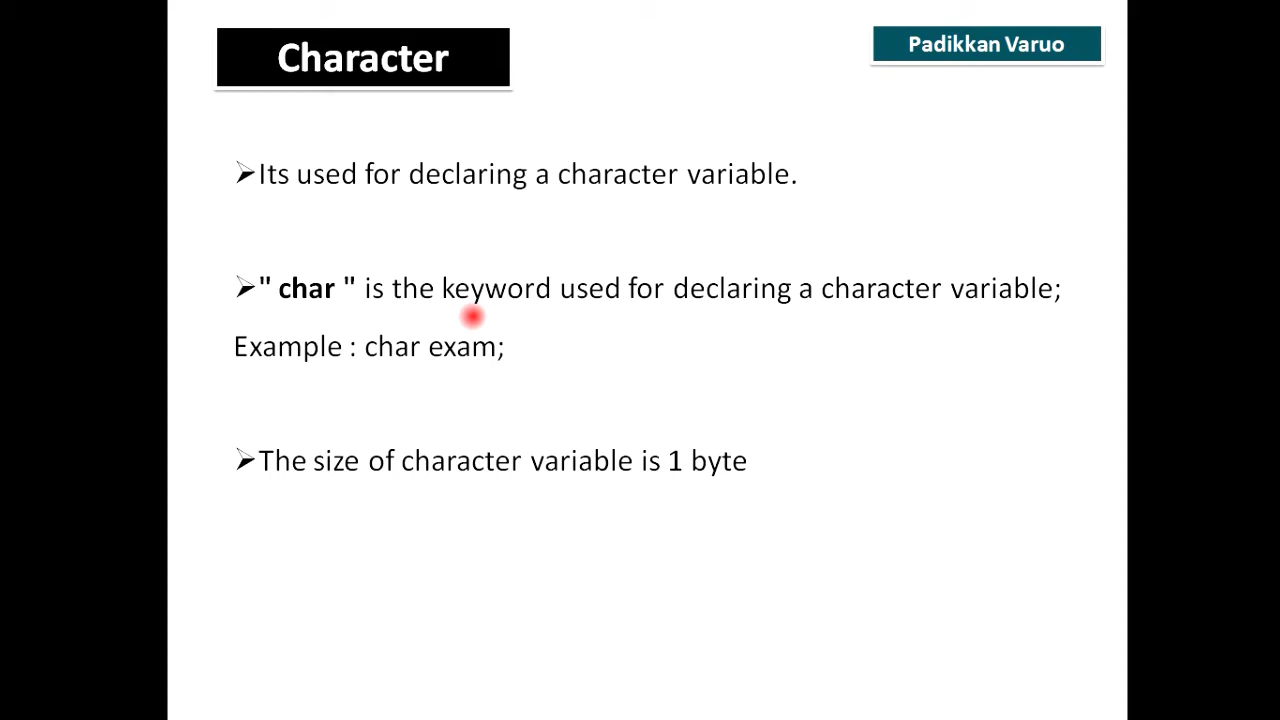 Character
Padikkan Varuo
➢Its used for declaring a character variable.
➢" char " is the keyword used for declaring a character variable;
Example : char exam;
➢The size of character variable is 1 byte